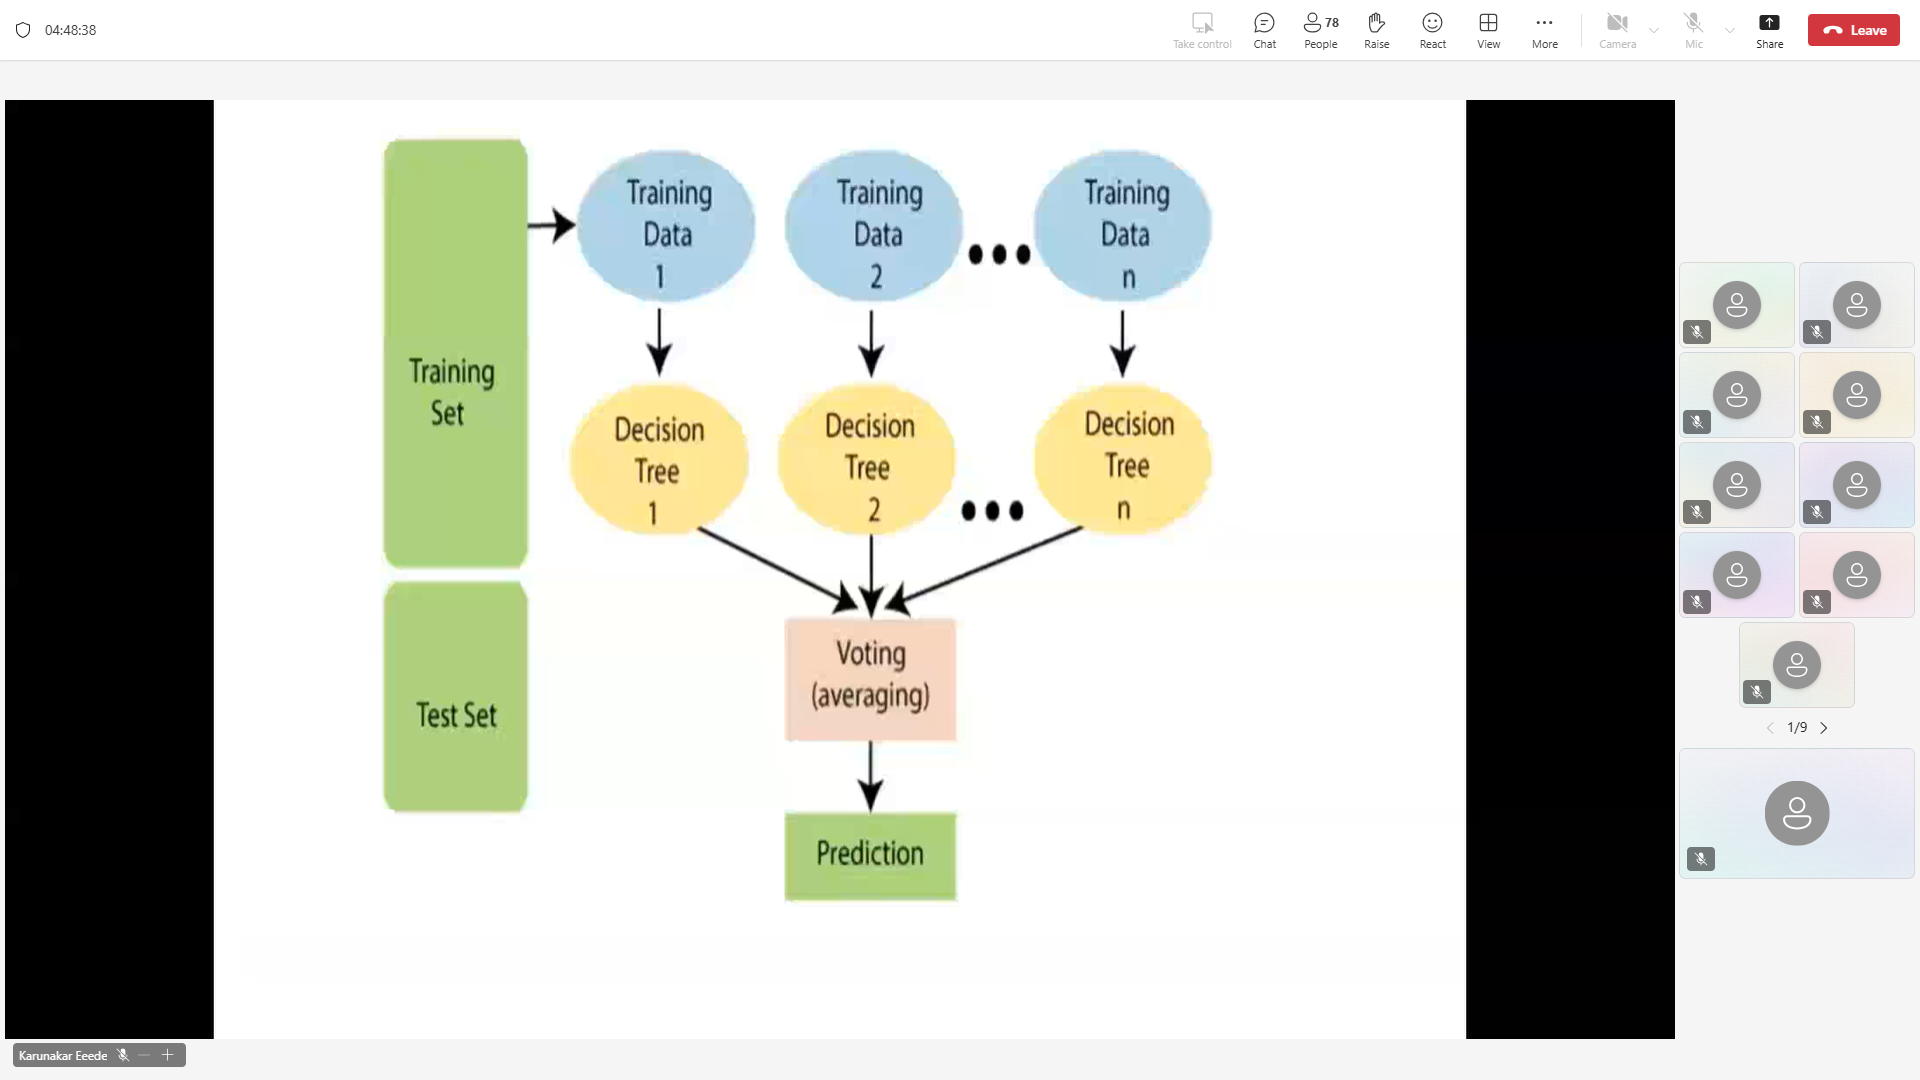 04:48:38
Take control
Chat
78
People
Raise
React
View
More
Camera
Mic
Share
Leave
Training
Set
Test Set
Training
Data
1
Training
Data
2
Training
Data
n
Decision
Tree
1
Decision
Tree
2
Decision
Tree
n
Voting
(averaging)
Prediction
1/9
Karunakar Eeede